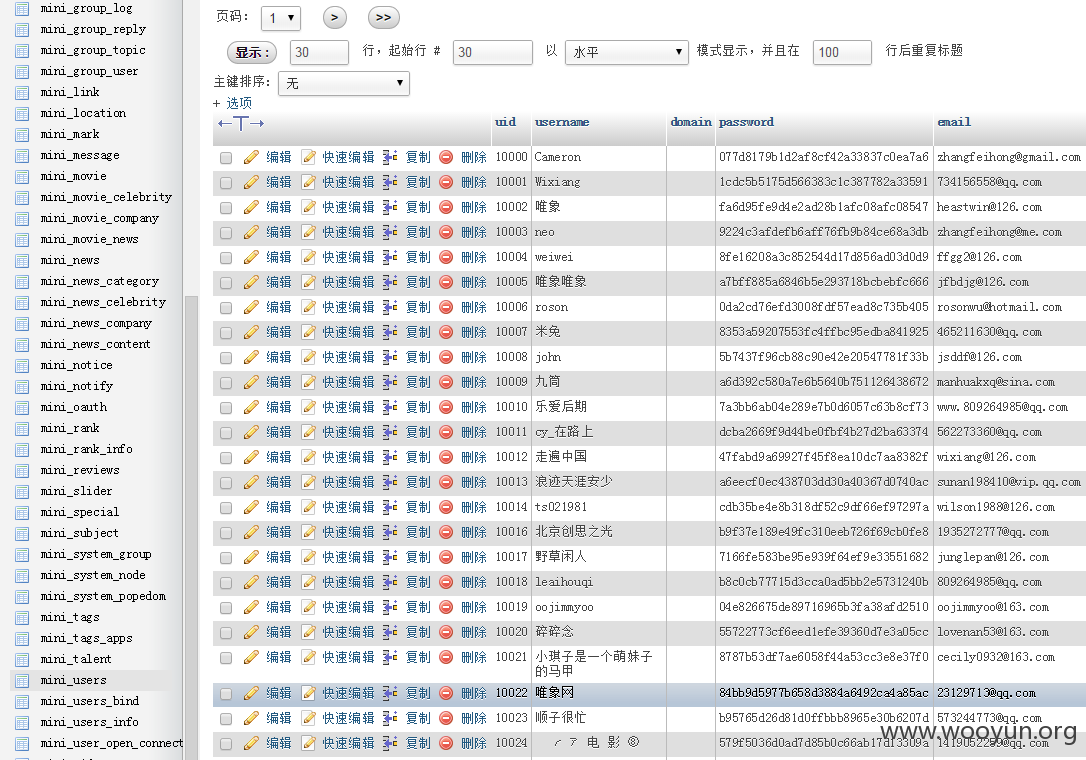 mini_group_log
mini_group_reply
mini_group_topic
mini_group_user
mini_link
mini_location
mini_mark
mini_message
mini_movie
mini_movie_celebrity
mini_movie_company
mini_movie_news
mini_news
mini_news_category
mini_news_celebrity
mini_news_company
mini_news_content
mini_notice
mini_notify
mini_oauth
mini_rank
mini_rank_info
mini_reviews
mini_slider
mini_special
mini_subject
mini_system_group
mini_system_node
mini_system_popedom
mini_tags
mini_tags_apps
mini_talent
mini_users
mini_users_bind
mini_users_info
mini_user_open_connect
页码: 1 > >>
显示: 30 行, 起始行 # 30 以 水平 模式显示, 并且在 100 行后重复标题
主键排序: 无
+ 选项
←T→ uid username domain password email
编辑 快速编辑 复制 删除 10000 Cameron 077d8179b1d2af8cf42a33837c0ea7a6 zhangfeihong@gmail.com
编辑 快速编辑 复制 删除 10001 Wixiang 1cdc5b5175d566383c1c387782a33591 734156558@qq.com
编辑 快速编辑 复制 删除 10002 唯象 fa6d95fe9d4e2ad28b1afc08afc08547 heastwin@126.com
编辑 快速编辑 复制 删除 10003 neo 9224c3afdefb6aff76fb9b84ce68a3db zhangfeihong@me.com
编辑 快速编辑 复制 删除 10004 weiwei 8fe16208a3c852544d17d856ad03d0d9 ffgg2@126.com
编辑 快速编辑 复制 删除 10005 唯象唯象 a7bff885a6846b5e293718bcbebfc666 jfbdjg@126.com
编辑 快速编辑 复制 删除 10006 roson 0da2cd76efd3008fdf57ead8c735b405 rosonwu@hotmail.com
编辑 快速编辑 复制 删除 10007 米兔 8353a59207553fc4ffbc95edba841925 465211630@qq.com
编辑 快速编辑 复制 删除 10008 john 5b7437f96cb88c90e42e20547781f33b jsddf@126.com
编辑 快速编辑 复制 删除 10009 九筒 a6d392c580a7e6b5640b751126438672 manhuakxq@sina.com
编辑 快速编辑 复制 删除 10010 乐爱后期 7a3bb6ab04e289e7b0d6057c63b8cf73 www.809264985@qq.com
编辑 快速编辑 复制 删除 10011 cy_在路上 dcba2669f9d44be0fbf4b27d2ba63374 562273360@qq.com
编辑 快速编辑 复制 删除 10012 走遍中国 47fabd9a69927f45f8ea10dc7aa8382f wixiang@126.com
编辑 快速编辑 复制 删除 10013 浪迹天涯安少 a6eecf0ec438703dd30a40367d0740ac sunan198410@vip.qq.com
编辑 快速编辑 复制 删除 10014 ts021981 cdb35be4e8b318df52c9df66ef97297a wilson1988@126.com
编辑 快速编辑 复制 删除 10016 北京创思之光 b9f37e189e49fc310eeb726f69cb0fe8 1935272777@qq.com
编辑 快速编辑 复制 删除 10017 野草闲人 7166fe583be95e939f64ef9e33551682 junglepan@126.com
编辑 快速编辑 复制 删除 10018 leaihouqi b8c0cb77715d3cca0ad5bb2e5731240b 809264985@qq.com
编辑 快速编辑 复制 删除 10019 oojimmyoo 04e826675de89716965b3fa38afd2510 oojimmyoo@163.com
编辑 快速编辑 复制 删除 10020 碎碎念 55722773cf6eed1efe39360d7e3a05cc lovenan53@163.com
编辑 快速编辑 复制 删除 10021 小琪子是一个萌妹子 8787b53df7ae6058f44a53cc3e8e37f0 cecily0932@163.com
的马甲
编辑 快速编辑 复制 删除 10022 唯象网 84bb9d5977b658d3884a6492ca4a85ac 23129713@qq.com
编辑 快速编辑 复制 删除 10023 顺子很忙 b95765d26d81d0ffbbb8965e30b6207d 573244773@qq.com
编辑 快速编辑 复制 删除 10024 电 影 579f5036d0ad7d85b0c66ab17d13309a 1419052259@qq.com
www.wooyun.org